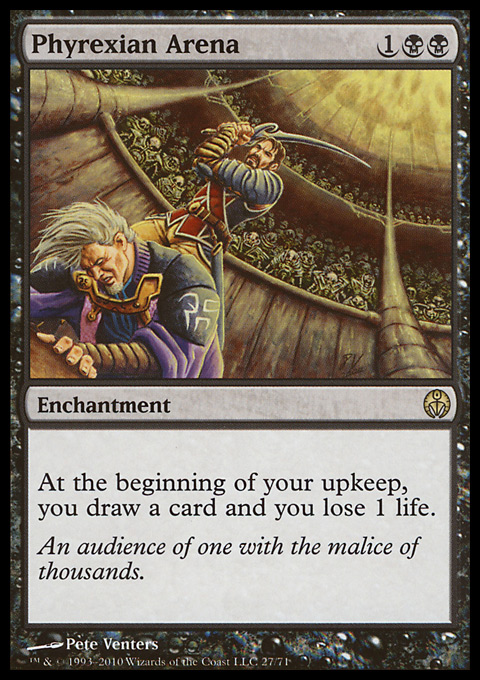 Phyrexian Arena 1
Enchantment
At the beginning of your upkeep,
you draw a card and you lose 1 life.
An audience of one with the malice of
thousands.
Pete Venters
™ & © 1993–2010 Wizards of the Coast LLC 27/71